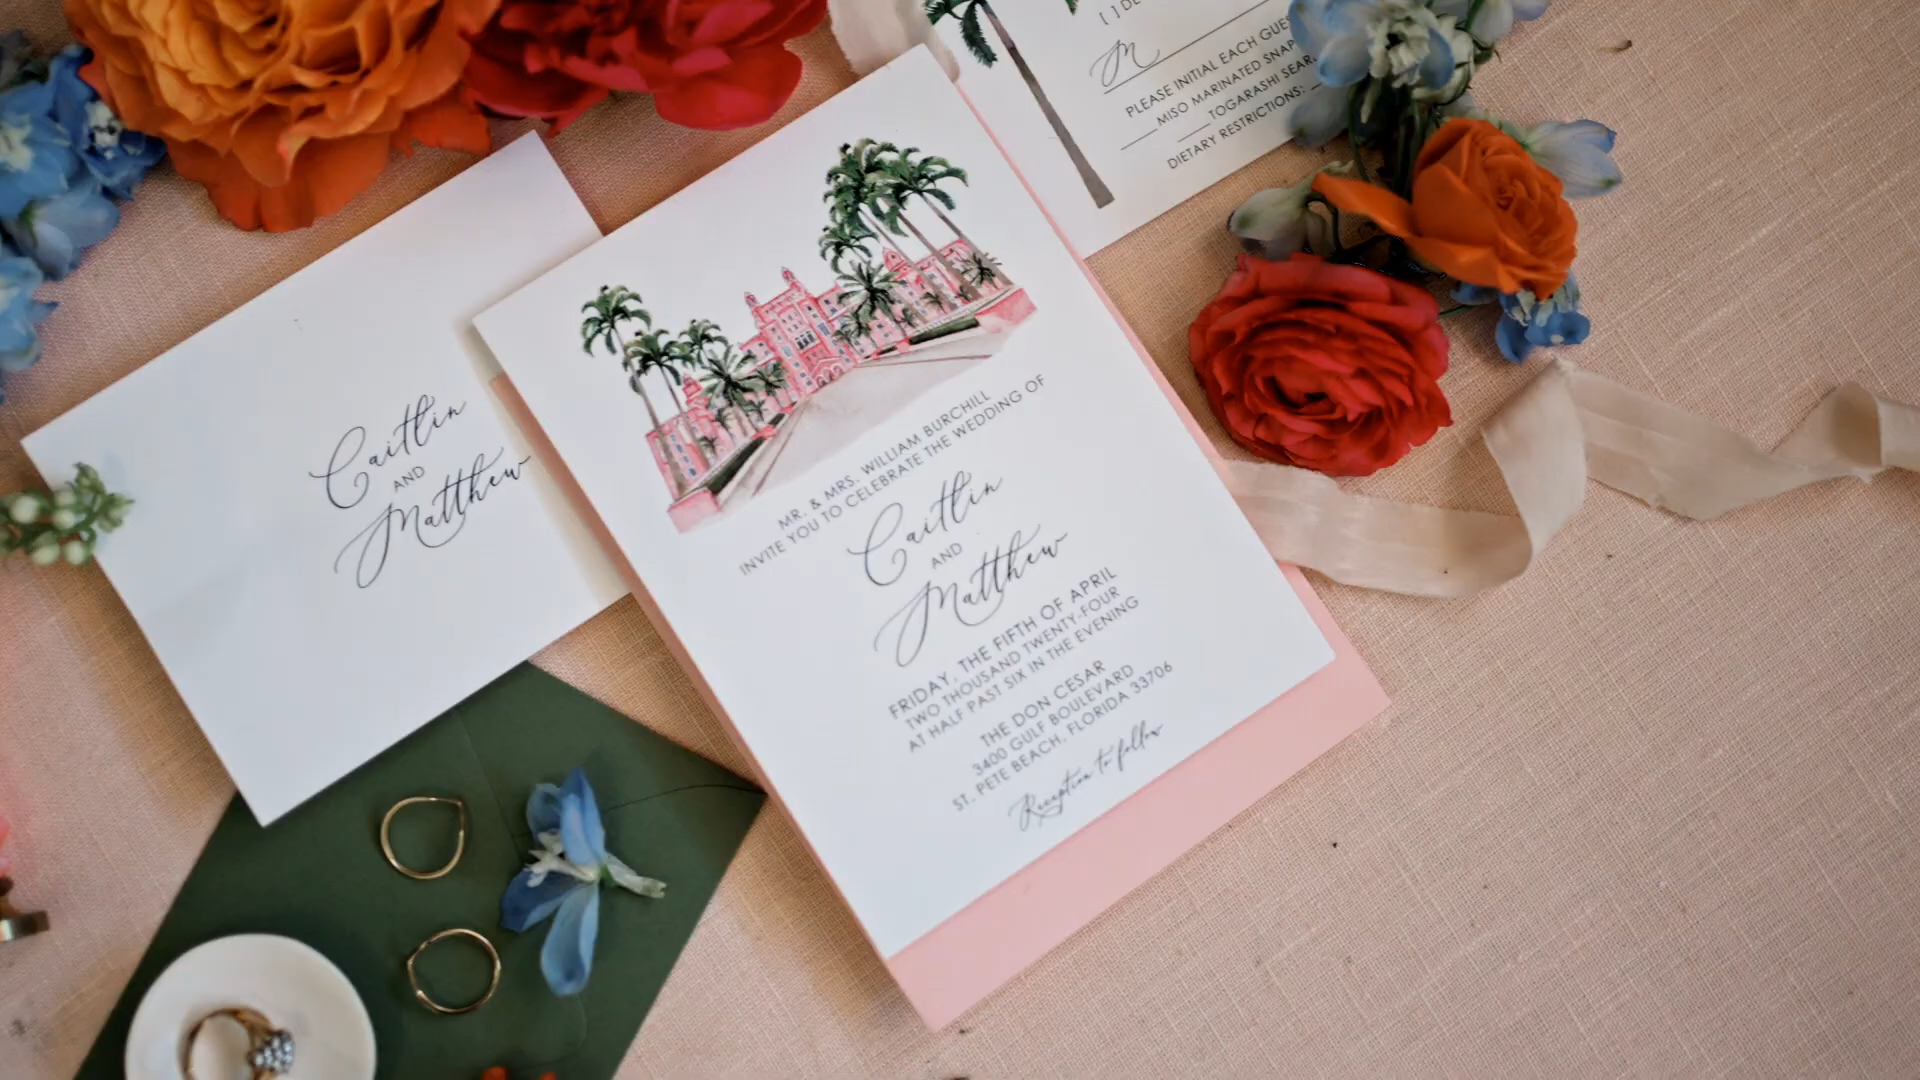 Caitlin
AND
Matthew
MR. & MRS. WILLIAM BURCHILL
INVITE YOU TO CELEBRATE THE WEDDING OF
Caitlin
AND
Matthew
FRIDAY, THE FIFTH OF APRIL
TWO THOUSAND TWENTY-FOUR
AT HALF PAST SIX IN THE EVENING
THE DON CESAR
3400 GULF BOULEVARD
ST. PETE BEACH, FLORIDA 33706
Reception to follow
[ ] DE
M
PLEASE INITIAL EACH GUES
MISO MARINATED SNAP
TOGARASHI SEAR
DIETARY RESTRICTIONS: